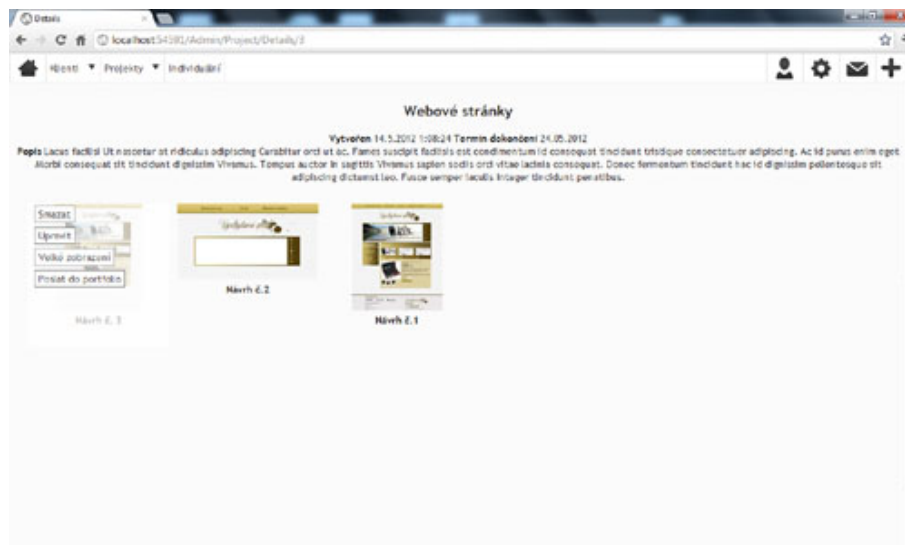 Details
localhost:54591/Admin/Project/Details/3
Klienti Projekty Individuální
Webové stránky
Vytvořen 14.5.2012 1:08:24 Termín dokončení 24.05.2012
Popis Lacus facilisi Ut nascetur at ridiculus adipiscing Curabitur orci ut ac. Fames suscipit facilisis est condimentum id consequat tincidunt tristique consectetuer adipiscing. Ac id purus enim eget
Morbi consequat sit tincidunt dignissim Vivamus. Tempus auctor in sagittis Vivamus sapien sociis orci vitae lacinia consequat. Donec fermentum tincidunt hac id dignissim pellentesque sit
adipiscing dictumst leo. Fusce semper iaculis Integer tincidunt penatibus.
Smazat
Upravit
Velké zobrazení
Poslat do portfolia
Návrh č. 3
Návrh č.2
Návrh č.1